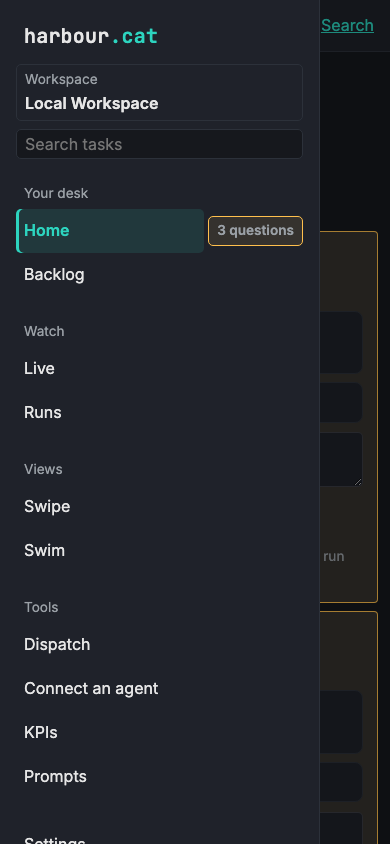 harbour.cat
Search
Workspace
Local Workspace
Search tasks
Your desk
Home
3 questions
Backlog
Watch
Live
Runs
Views
Swipe
Swim
run
Tools
Dispatch
Connect an agent
KPIs
Prompts
Settings